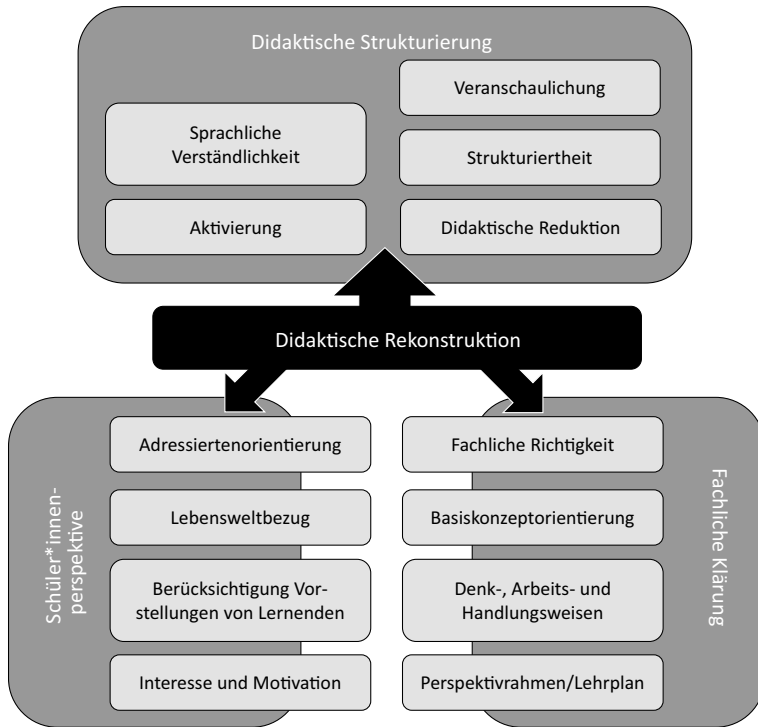 Didaktische Strukturierung
Veranschaulichung
Sprachliche
Verständlichkeit
Strukturiertheit
Aktivierung
Didaktische Reduktion
Didaktische Rekonstruktion
Schüler*innen-
perspektive
Adressiertenorientierung
Lebensweltbezug
Berücksichtigung Vor-
stellungen von Lernenden
Interesse und Motivation
Fachliche Richtigkeit
Basiskonzeptorientierung
Denk-, Arbeits- und
Handlungsweisen
Perspektivrahmen/Lehrplan
Fachliche Klärung